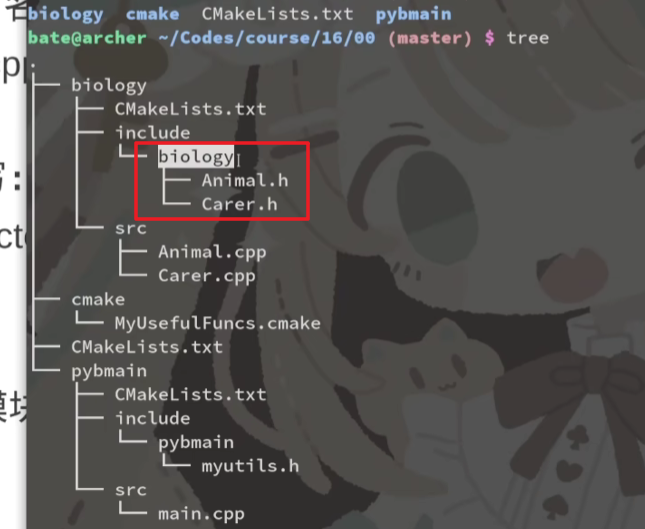 biology cmake CMakeLists.txt pybmain
bate@archer ~/Codes/course/16/00 (master) $ tree
.
├── biology
│   ├── CMakeLists.txt
│   ├── include
│   │   └── biology
│   │       ├── Animal.h
│   │       └── Carer.h
│   └── src
│       ├── Animal.cpp
│       └── Carer.cpp
├── cmake
│   └── MyUsefulFuncs.cmake
├── CMakeLists.txt
└── pybmain
    ├── CMakeLists.txt
    ├── include
    │   └── pybmain
    │       └── myutils.h
    └── src
        └── main.cpp